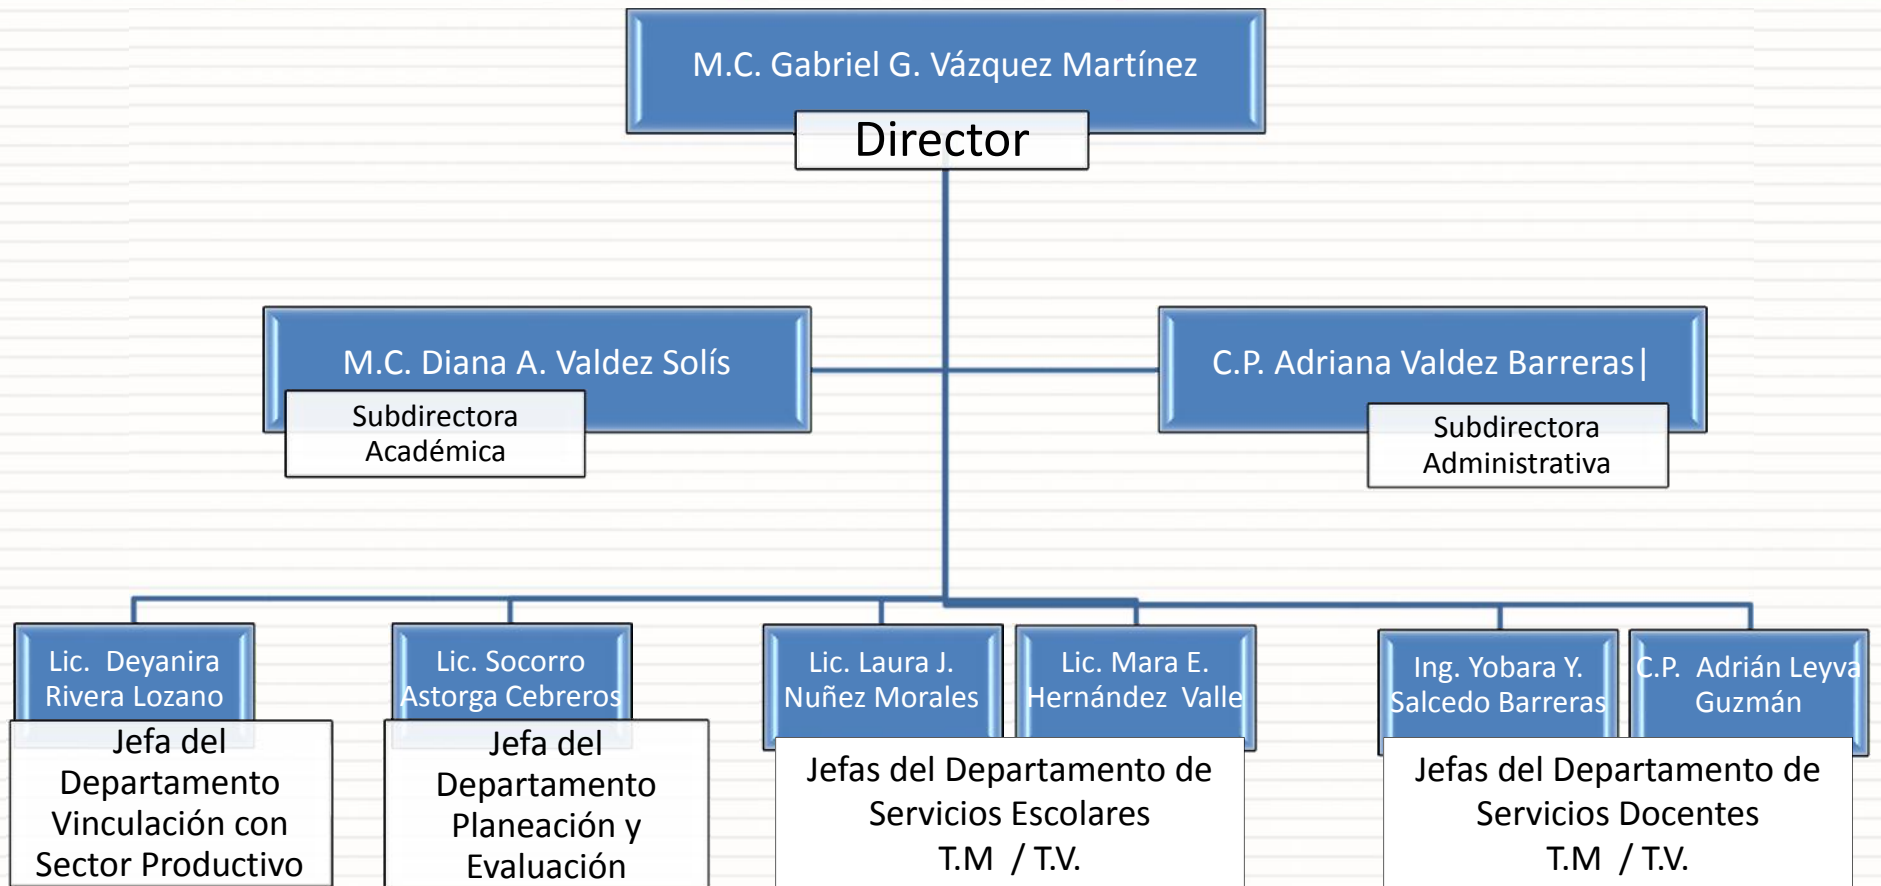 M.C. Gabriel G. Vázquez Martínez
Director
M.C. Diana A. Valdez Solís
Subdirectora
Académica
C.P. Adriana Valdez Barreras|
Subdirectora
Administrativa
Lic. Deyanira
Rivera Lozano
Jefa del
Departamento
Vinculación con
Sector Productivo
Lic. Socorro
Astorga Cebreros
Jefa del
Departamento
Planeación y
Evaluación
Lic. Laura J.
Nuñez Morales
Lic. Mara E.
Hernández Valle
Jefas del Departamento de
Servicios Escolares
T.M / T.V.
Ing. Yobara Y.
Salcedo Barreras
C.P. Adrián Leyva
Guzmán
Jefas del Departamento de
Servicios Docentes
T.M / T.V.